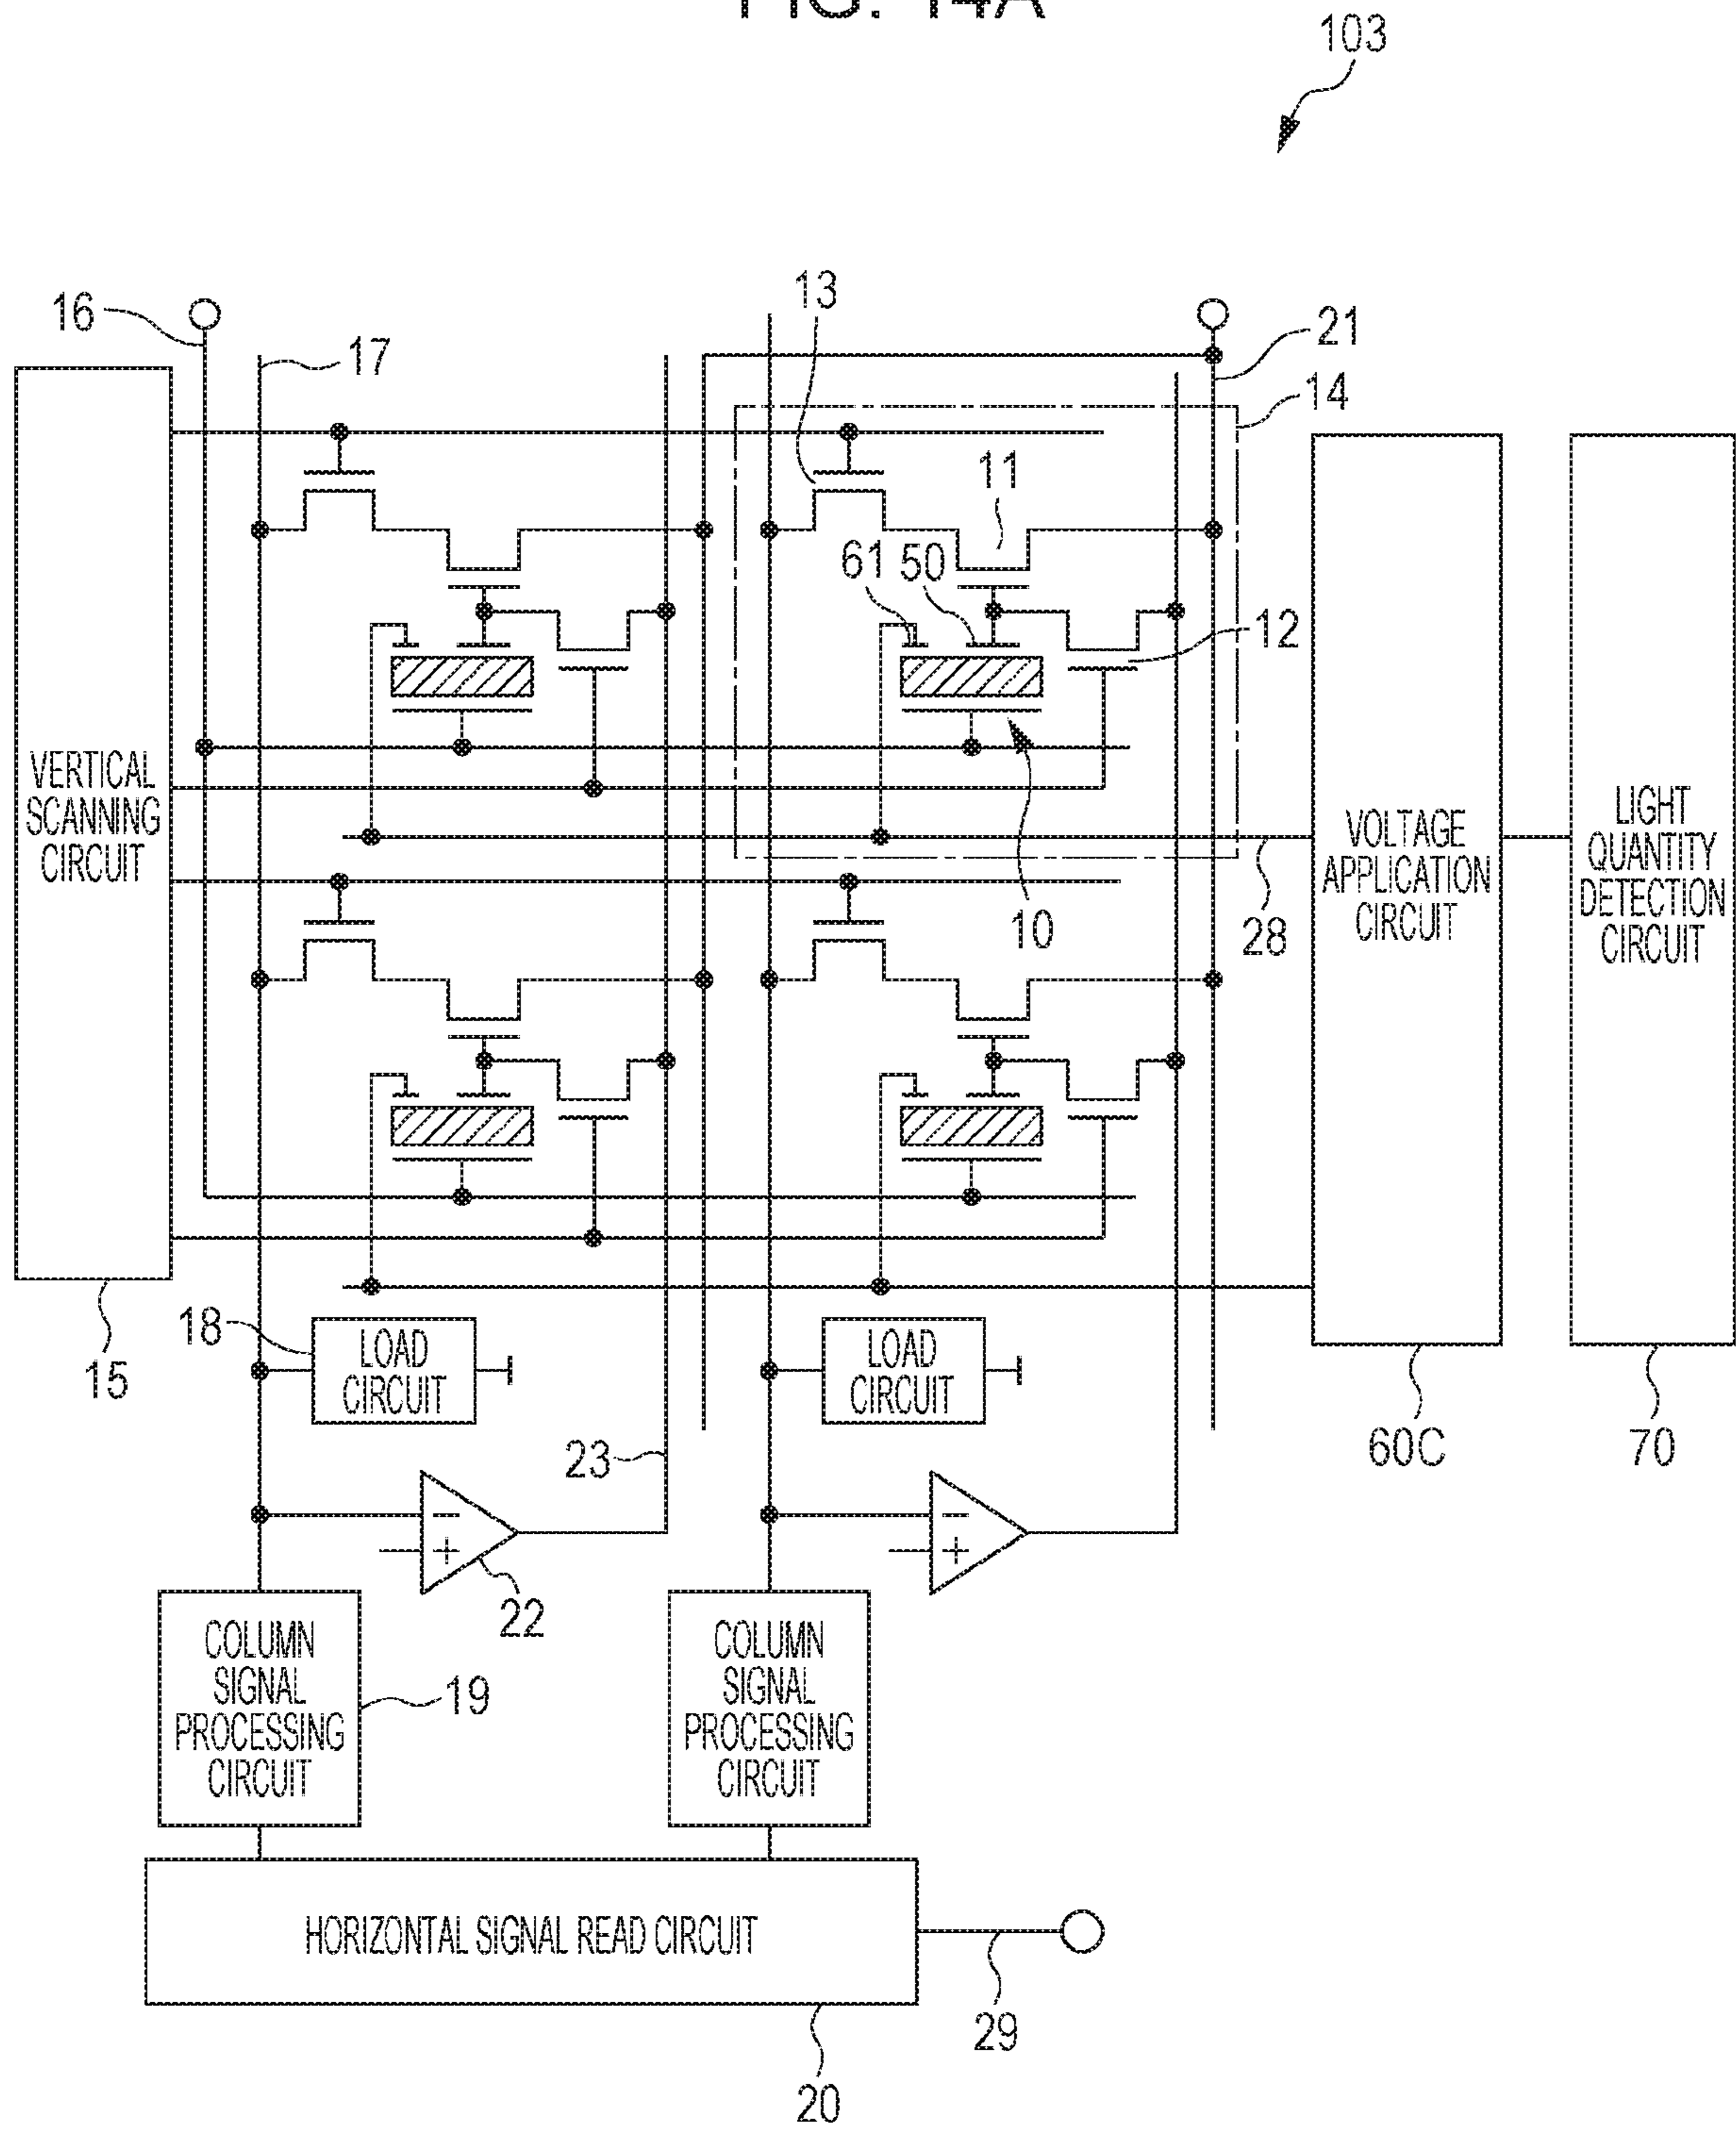 FIG. 14A
103
16
17
13
21
14
11
61
50
12
VERTICAL
SCANNING
CIRCUIT
VOLTAGE
APPLICATION
CIRCUIT
LIGHT
QUANTITY
DETECTION
CIRCUIT
10
28
15
18
LOAD
CIRCUIT
LOAD
CIRCUIT
60C
70
23
−
+
−
+
22
COLUMN
SIGNAL
PROCESSING
CIRCUIT
19
COLUMN
SIGNAL
PROCESSING
CIRCUIT
HORIZONTAL SIGNAL READ CIRCUIT
29
20